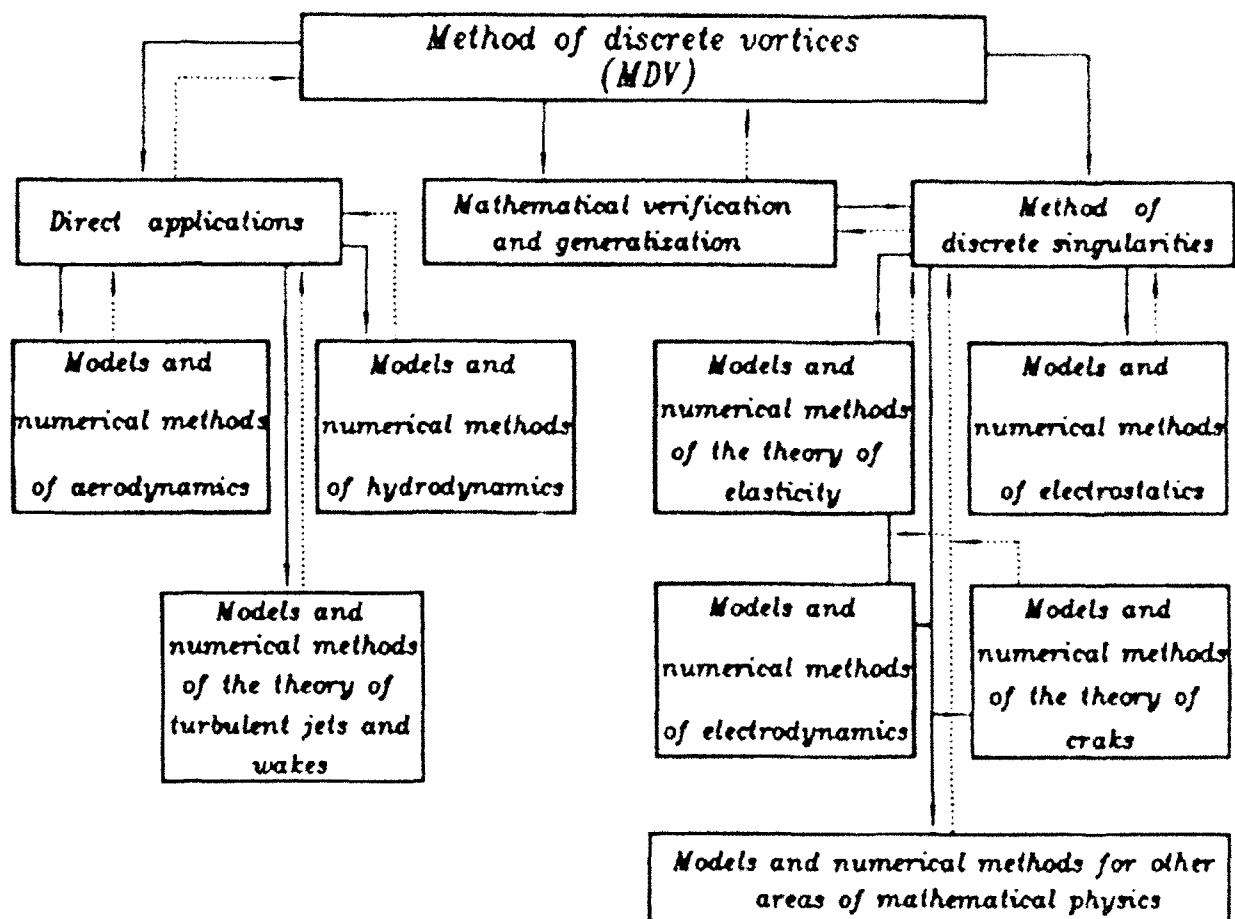 Method of discrete vortices
(MDV)
Direct applications
Mathematical verification
and generalization
Method of
discrete singularities
Models and
numerical methods
of aerodynamics
Models and
numerical methods
of hydrodynamics
Models and
numerical methods
of the theory of
elasticity
Models and
numerical methods
of electrostatics
Models and
numerical methods
of the theory of
turbulent jets and
wakes
Models and
numerical methods
of electrodynamics
Models and
numerical methods
of the theory of
craks
Models and numerical methods for other
areas of mathematical physics